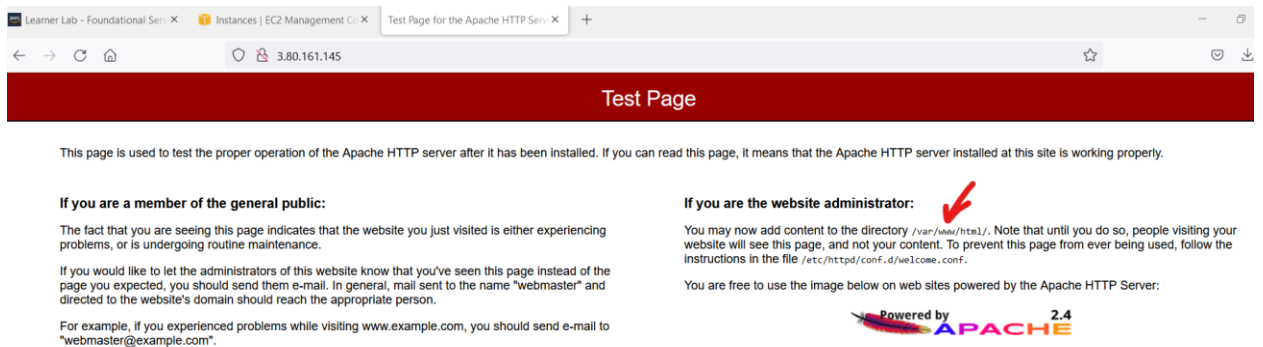 Learner Lab - Foundational Serv
Instances | EC2 Management Co
Test Page for the Apache HTTP Serv
3.80.161.145
Test Page
This page is used to test the proper operation of the Apache HTTP server after it has been installed. If you can read this page, it means that the Apache HTTP server installed at this site is working properly.
If you are a member of the general public:
The fact that you are seeing this page indicates that the website you just visited is either experiencing
problems, or is undergoing routine maintenance.
If you would like to let the administrators of this website know that you've seen this page instead of the
page you expected, you should send them e-mail. In general, mail sent to the name "webmaster" and
directed to the website's domain should reach the appropriate person.
For example, if you experienced problems while visiting www.example.com, you should send e-mail to
"webmaster@example.com".
If you are the website administrator:
You may now add content to the directory /var/www/html/. Note that until you do so, people visiting your
website will see this page, and not your content. To prevent this page from ever being used, follow the
instructions in the file /etc/httpd/conf.d/welcome.conf.
You are free to use the image below on web sites powered by the Apache HTTP Server:
Powered by 2.4
APACHE